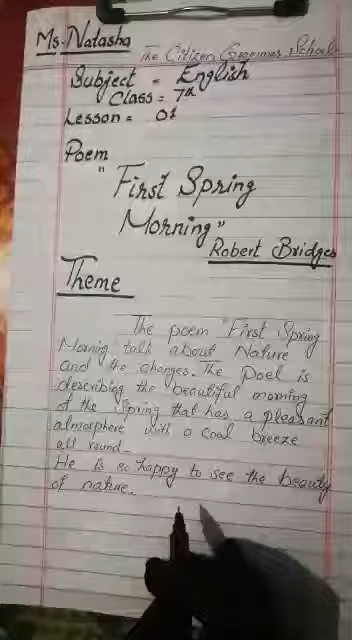 Ms. Natasha
The Citizen Grammar School
Subject = English
Class = 7th
Lesson = 01
Poem
"First Spring
Morning"
Robert Bridges
Theme
The poem "First Spring
Morning talk about Nature
and the changes. The Poet is
describing the beautiful morning
of the Spring that has a pleasant
atmosphere with a cool breeze
all round.
He is so happy to see the beauty
of nature.